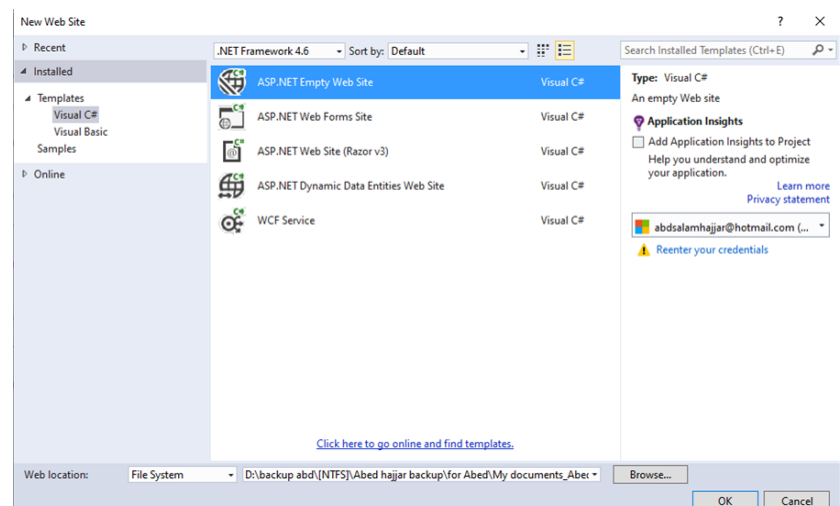 New Web Site
? ×
Recent
.NET Framework 4.6 Sort by: Default
Search Installed Templates (Ctrl+E)
Installed
Templates
Visual C#
Visual Basic
Samples
Online
ASP.NET Empty Web Site Visual C#
ASP.NET Web Forms Site Visual C#
ASP.NET Web Site (Razor v3) Visual C#
ASP.NET Dynamic Data Entities Web Site Visual C#
WCF Service Visual C#
Click here to go online and find templates.
Type: Visual C#
An empty Web site
Application Insights
Add Application Insights to Project
Help you understand and optimize
your application.
Learn more
Privacy statement
abdsalamhajjar@hotmail.com (...
Reenter your credentials
Web location: File System D:\backup abd\[NTFS]\Abed hajjar backup\for Abed\My documents_Abec Browse...
OK Cancel